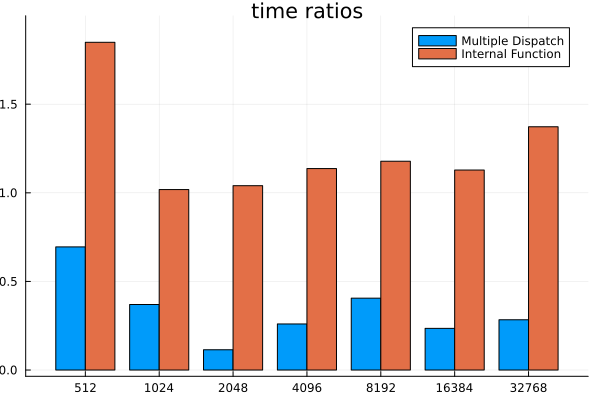 time ratios
Multiple Dispatch
Internal Function
1.5
1.0
0.5
0.0
512 1024 2048 4096 8192 16384 32768